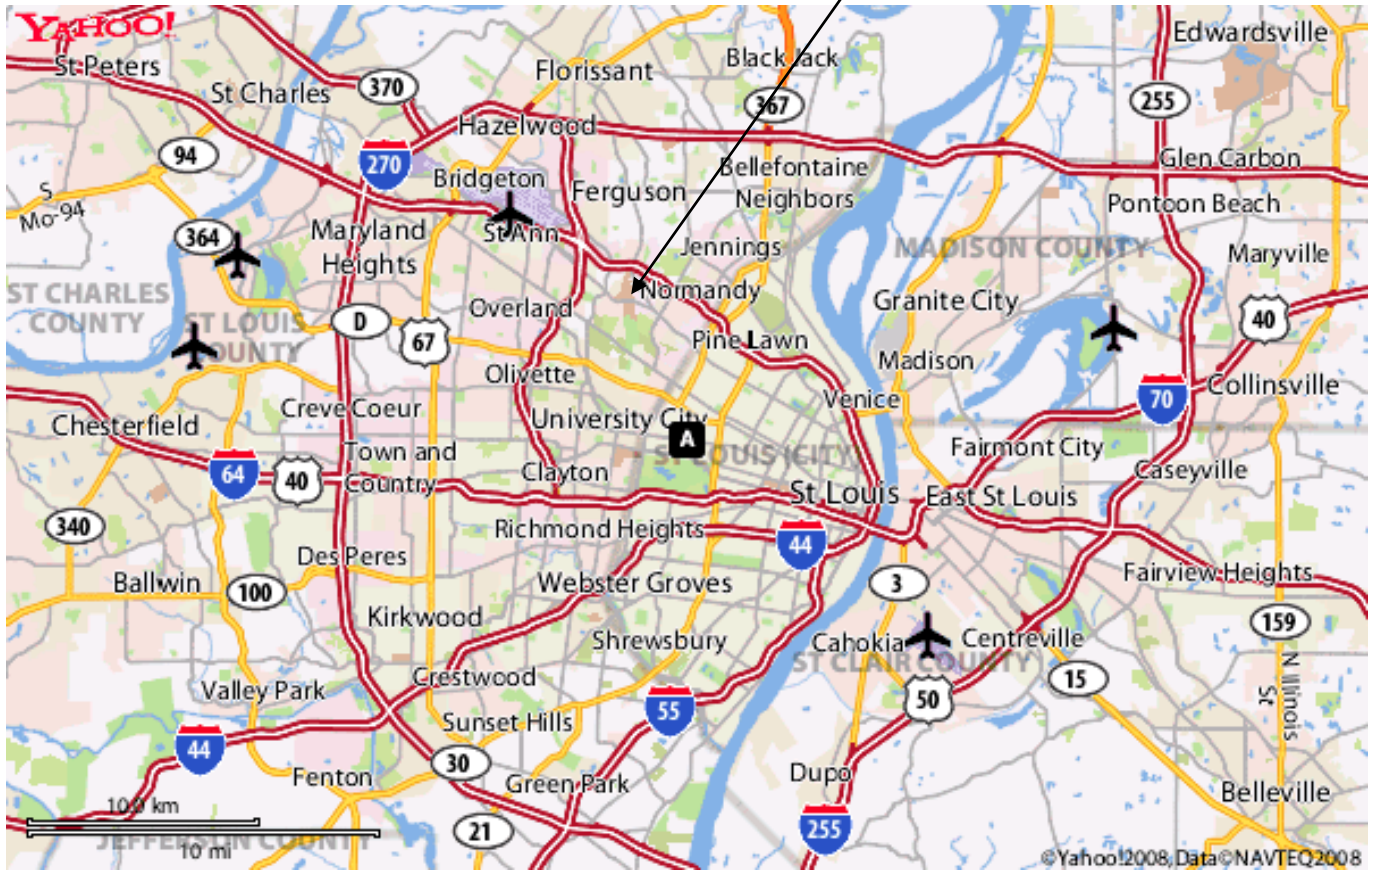 YAHOO!
Edwardsville
Black Jack
St Peters
Florissant
St Charles
370
367
255
Hazelwood
94
270
Glen Carbon
Bellefontaine
Neighbors
Bridgeton
Ferguson
S
Mo-94
Pontoon Beach
364
Maryland
Heights
St Ann
Jennings
MADISON COUNTY
Maryville
ST CHARLES
COUNTY
Normandy
Granite City
Overland
ST LOUIS
COUNTY
D
67
40
Pine Lawn
Madison
Olivette
Collinsville
Creve Coeur
Venice
70
Chesterfield
University City
A
ST LOUIS (CITY)
Fairmont City
Town and
Country
64
40
Clayton
Caseyville
St Louis
East St Louis
340
Richmond Heights
44
Des Peres
Ballwin
100
Webster Groves
3
Fairview Heights
Kirkwood
159
Shrewsbury
Cahokia
Centreville
ST CLAIR COUNTY
Crestwood
15
Valley Park
50
N Illinois
St
55
Sunset Hills
44
30
Fenton
Green Park
Dupo
Belleville
10.0 km
21
255
JEFFERSON COUNTY
10 mi
©Yahoo!2008,Data©NAVTEQ2008